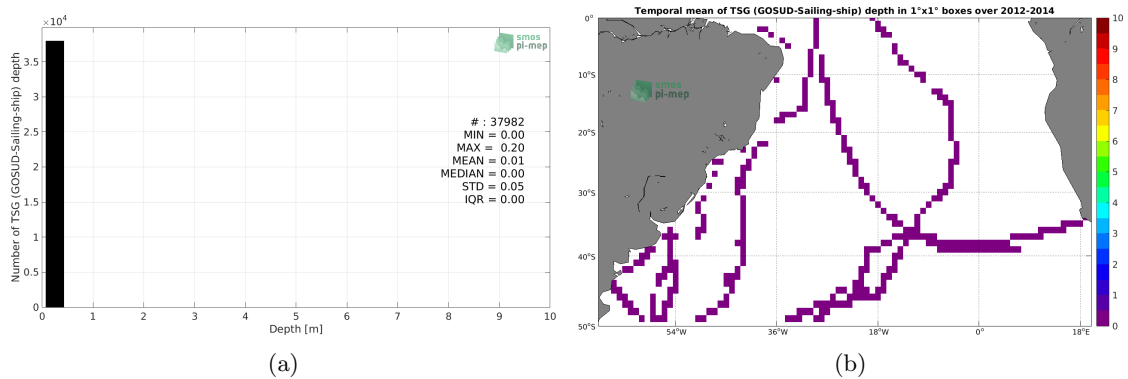 ×10⁴
3.5
3
2.5
2
1.5
1
0.5
0
Number of TSG (GOSUD-Sailing-ship) depth
smos
pi-mep
# : 37982
MIN = 0.00
MAX = 0.20
MEAN = 0.01
MEDIAN = 0.00
STD = 0.05
IQR = 0.00
0 1 2 3 4 5 6 7 8 9 10
Depth [m]
(a)
Temporal mean of TSG (GOSUD-Sailing-ship) depth in 1°x1° boxes over 2012-2014
0°
10°S
20°S
30°S
40°S
50°S
smos
pi-mep
54°W 36°W 18°W 0° 18°E
10
9
8
7
6
5
4
3
2
1
0
(b)